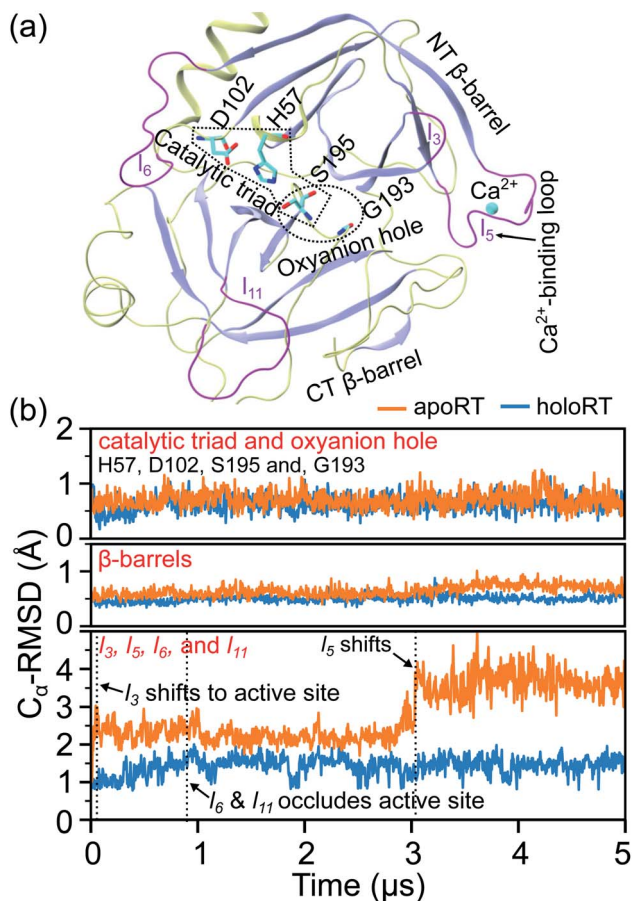 (a)
D102
H57
NT β-barrel
l3
l6
Catalytic triad
S195
G193
Ca2+
l5
Oxyanion hole
Ca2+-binding loop
l11
CT β-barrel
(b)
apoRT
holoRT
catalytic triad and oxyanion hole
H57, D102, S195 and, G193
2
1
0
β-barrels
1
0
Cα-RMSD (Å)
l3, l5, l6, and l11
l5 shifts
l3 shifts to active site
l6 & l11 occludes active site
4
3
2
1
0
0 1 2 3 4 5
Time (μs)